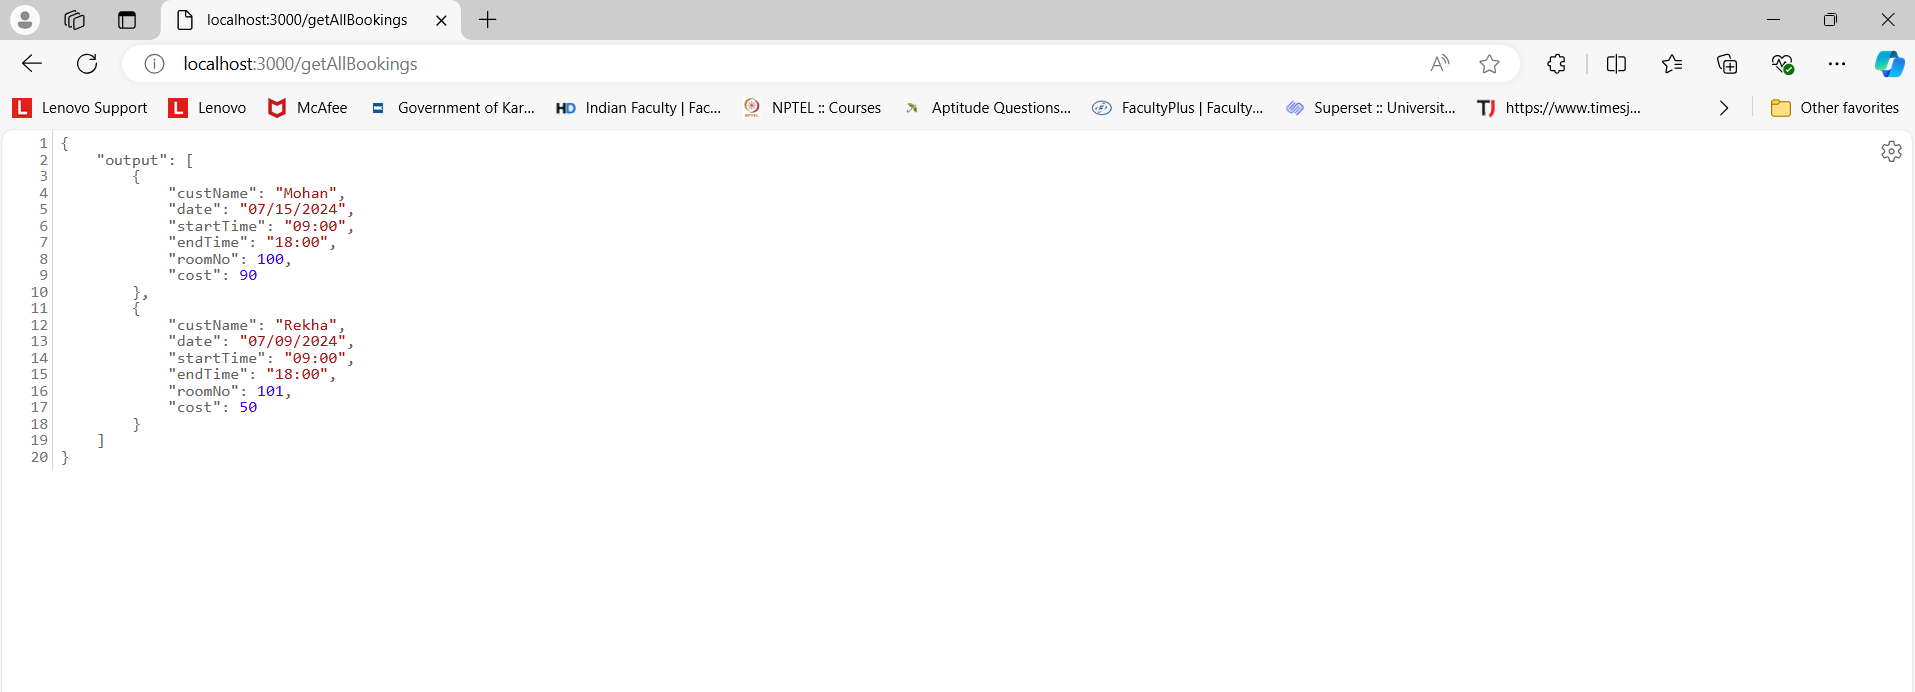 localhost:3000/getAllBookings
localhost:3000/getAllBookings
Lenovo Support Lenovo McAfee Government of Kar... Indian Faculty | Fac... NPTEL :: Courses Aptitude Questions... FacultyPlus | Faculty... Superset :: Universit... https://www.timesj... Other favorites
1 {
2 "output": [
3 {
4 "custName": "Mohan",
5 "date": "07/15/2024",
6 "startTime": "09:00",
7 "endTime": "18:00",
8 "roomNo": 100,
9 "cost": 90
10 },
11 {
12 "custName": "Rekha",
13 "date": "07/09/2024",
14 "startTime": "09:00",
15 "endTime": "18:00",
16 "roomNo": 101,
17 "cost": 50
18 }
19 ]
20 }